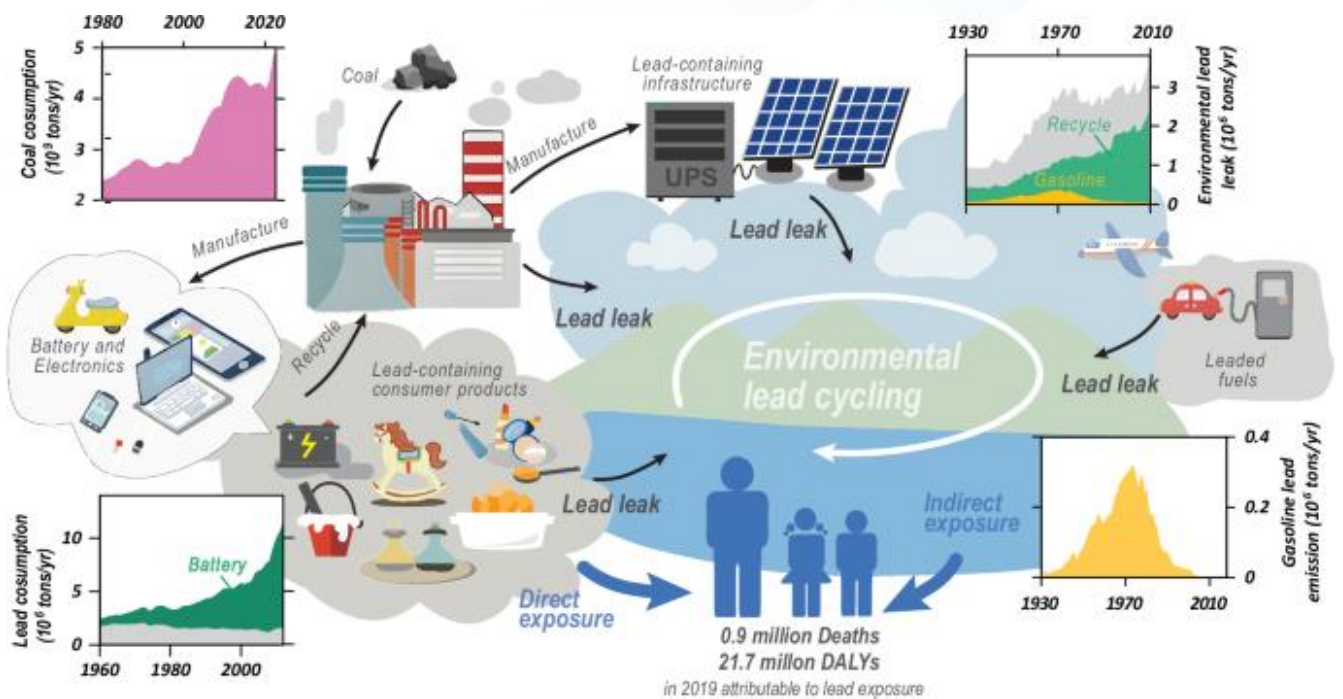 1980 2000 2020
5
4
3
2
Coal cosumption
(10⁹ tons/yr)
Coal
Manufacture
Lead-containing
infrastructure
UPS
Lead leak
1930 1970 2010
3
2
1
0
Recycle
Gasoline
Environmental lead
leak (10⁶ tons/yr)
Manufacture
Battery and
Electronics
Recycle
Lead leak
Lead-containing
consumer products
Environmental
lead cycling
Lead leak
Leaded
fuels
Lead leak
10
5
0
Battery
Lead cosumption
(10⁶ tons/yr)
1960 1980 2000
Direct
exposure
Indirect
exposure
0.4
0.2
0
Gasoline lead
emission (10⁶ tons/yr)
1930 1970 2010
0.9 million Deaths
21.7 millon DALYs
in 2019 attributable to lead exposure